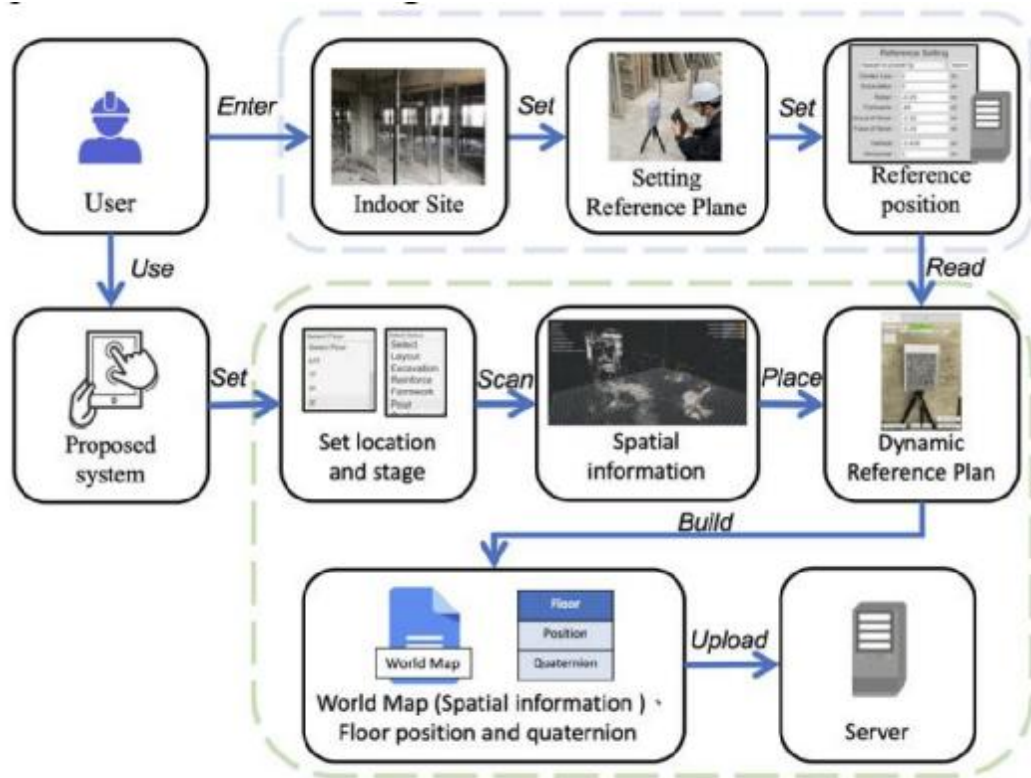 Reference Setting
Enter
Set
Set
User
Indoor Site
Setting
Reference Plane
Reference
position
Use
Read
Select Floor
Select
Layout
Excavation
Reinforce
Formwork
Pour
Set
Scan
Place
Proposed
system
Set location
and stage
Spatial
information
Dynamic
Reference Plan
Build
Floor
Position
Quaternion
World Map
Upload
World Map (Spatial information) 、
Floor position and quaternion
Server